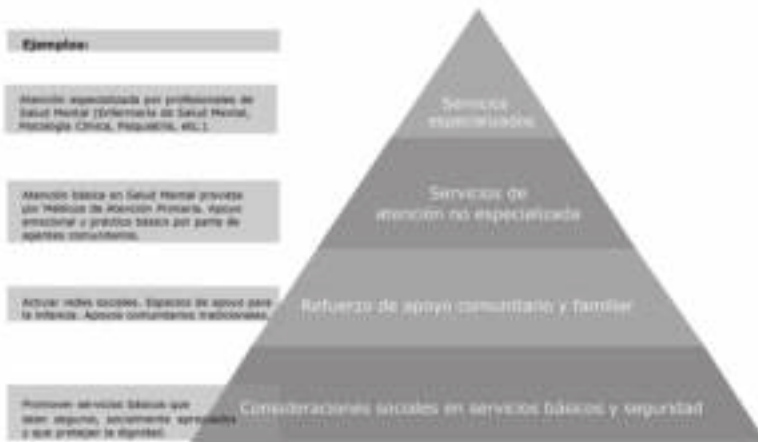 Ejemplos:
Atención especializada por profesionales de
Salud Mental (Enfermería de Salud Mental,
Psicología Clínica, Psiquiatría, etc.)
Servicios
especializados
Atención básica en Salud Mental provista
por Médicos de Atención Primaria. Apoyo
emocional y práctico básico por parte de
agentes comunitarios.
Servicios de
atención no especializada
Activar redes sociales. Espacios de apoyo para
la infancia. Apoyos comunitarios tradicionales.
Refuerzo de apoyo comunitario y familiar
Promover servicios básicos que
sean seguros, socialmente apropiados
y que protejan la dignidad.
Consideraciones sociales en servicios básicos y seguridad